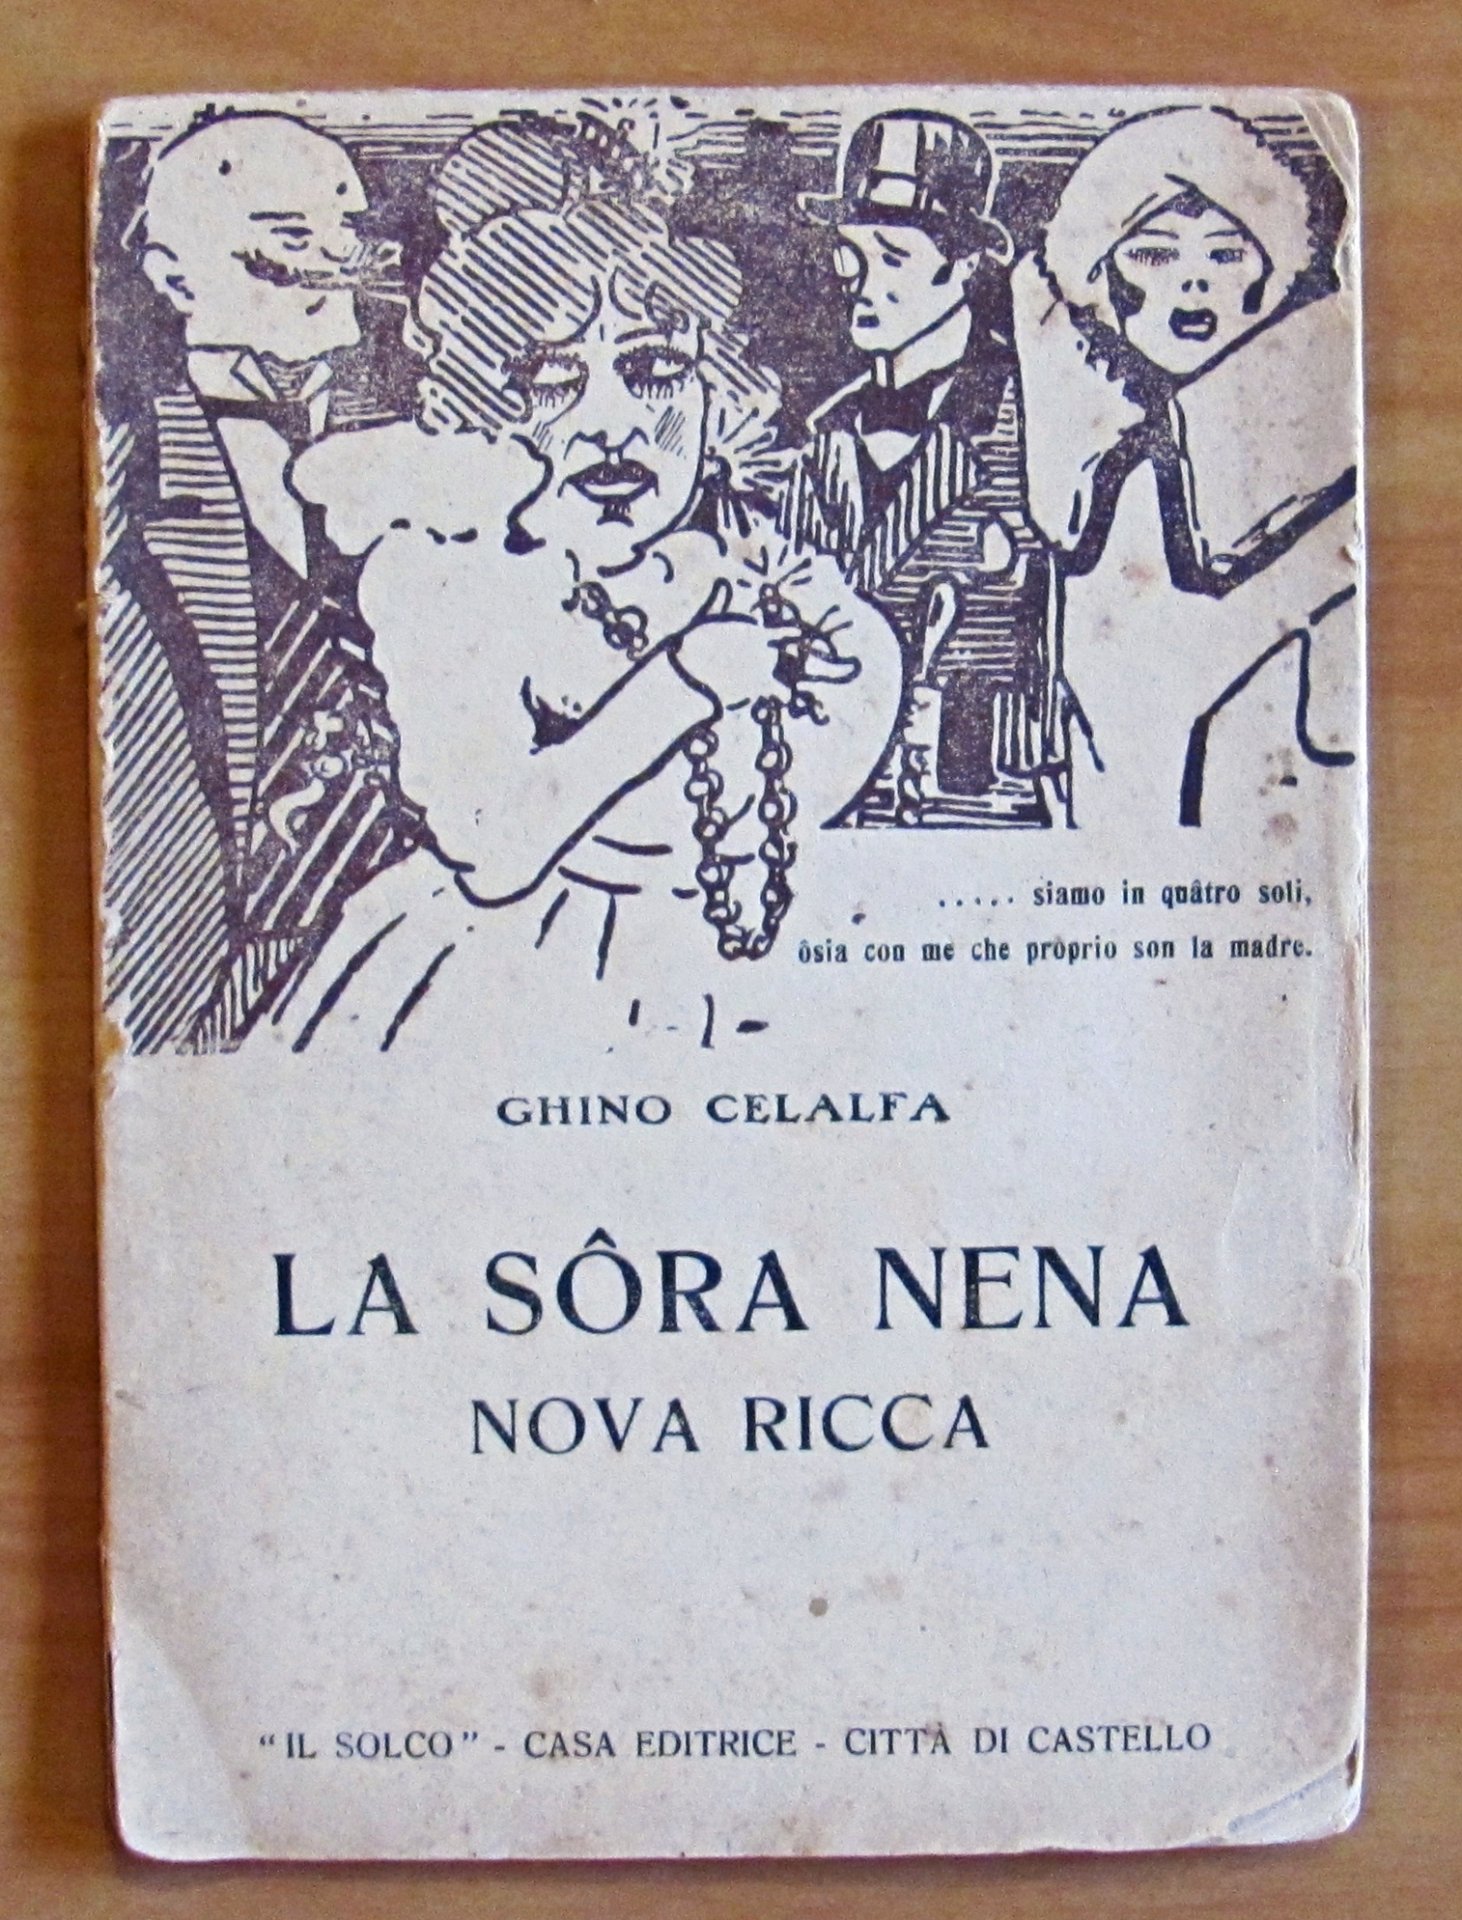 ..... siamo in quâtro soli,
ôsia con me che pròprio son la madre.
GHINO CELALFA
LA SÔRA NENA
NOVA RICCA
“IL SOLCO” - CASA EDITRICE - CITTÀ DI CASTELLO